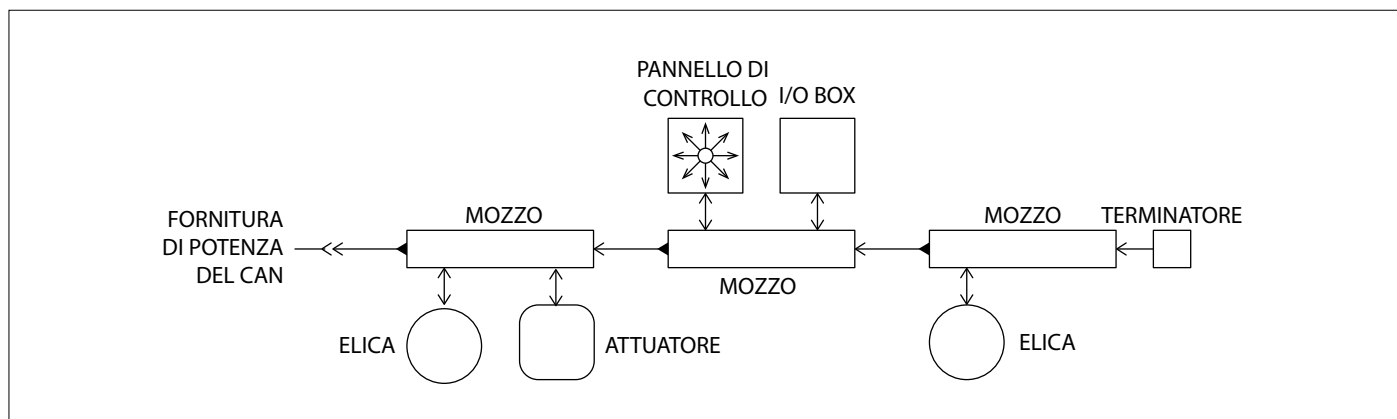 PANNELLO DI
CONTROLLO
I/O BOX
FORNITURA
DI POTENZA
DEL CAN
MOZZO
MOZZO
TERMINATORE
MOZZO
ELICA
ATTUATORE
ELICA